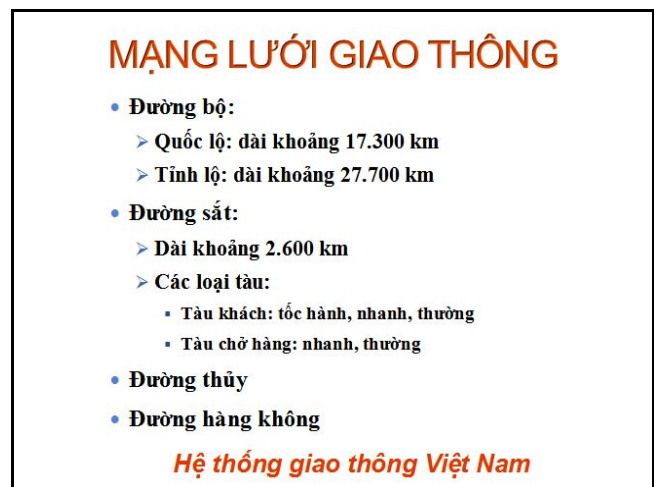 MẠNG LƯỚI GIAO THÔNG
• Đường bộ:
➢ Quốc lộ: dài khoảng 17.300 km
➢ Tỉnh lộ: dài khoảng 27.700 km
• Đường sắt:
➢ Dài khoảng 2.600 km
➢ Các loại tàu:
▪ Tàu khách: tốc hành, nhanh, thường
▪ Tàu chở hàng: nhanh, thường
• Đường thủy
• Đường hàng không
Hệ thống giao thông Việt Nam